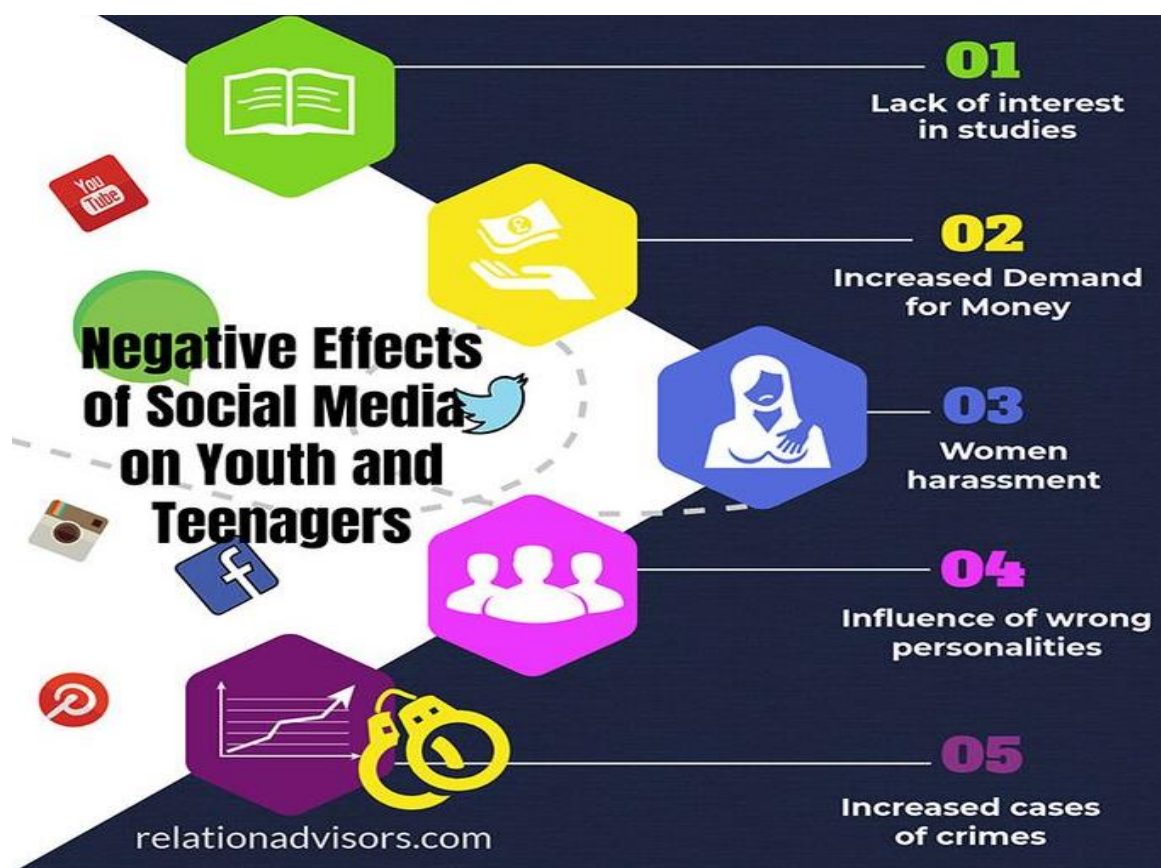 01
Lack of interest
in studies
You
Tube
02
£
Increased Demand
for Money
Negative Effects
of Social Media
on Youth and
Teenagers
03
Women
harassment
f
04
Influence of wrong
personalities
05
Increased cases
of crimes
relationadvisors.com